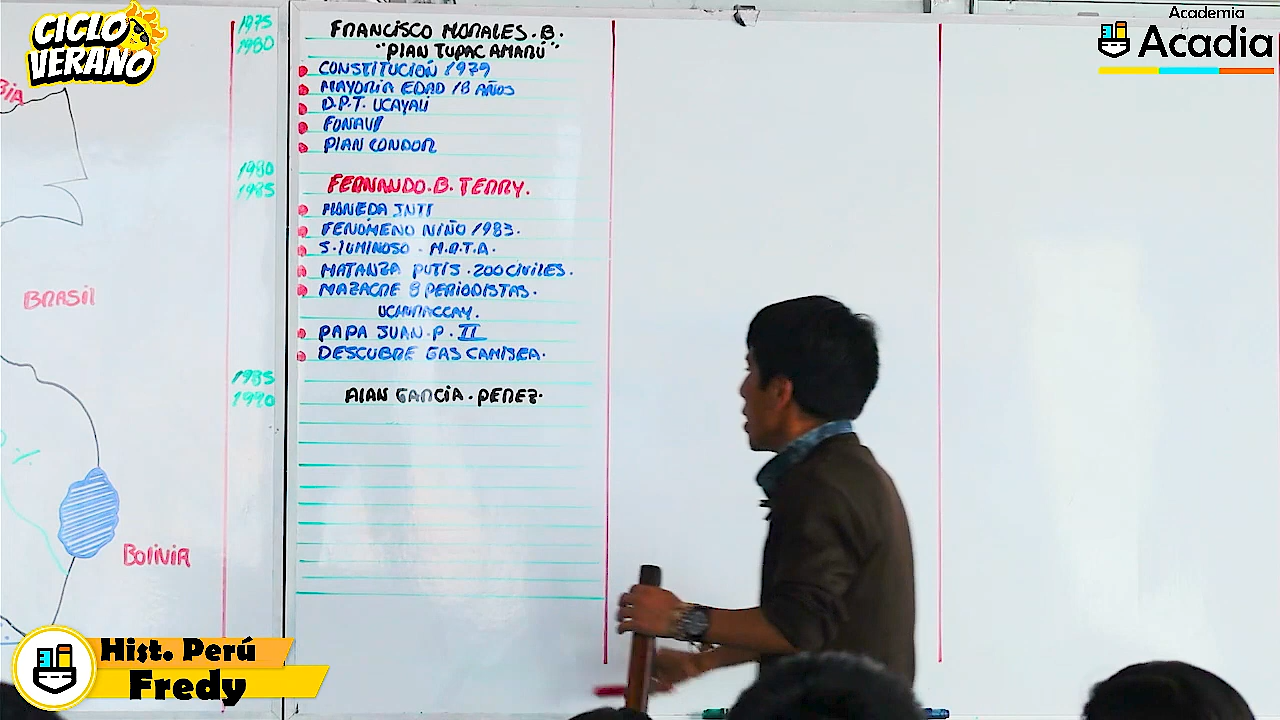 CICLO
VERANO
Academia
Acadia
BRASIL
BOLIVIA
1975
1980
FRANCISCO MORALES. B.
"PLAN TUPAC AMARU"
CONSTITUCIÓN 1979
MAYORIA EDAD 18 AÑOS
D.P.T. UCAYALI
FONAVI
PLAN CONDOR
1980
1985
FERNANDO. B. TERRY.
MONEDA INTI
FENOMENO NIÑO 1983.
S. LUMINOSO - M.R.T.A.
MATANZA PUTIS. 200 CIVILES.
MAZACRE 8 PERIODISTAS.
UCHURACCAY.
PAPA JUAN. P. II
DESCUBRE GAS CAMISEA.
1985
1990
ALAN GARCIA. PEREZ.
Hist. Perú
Fredy